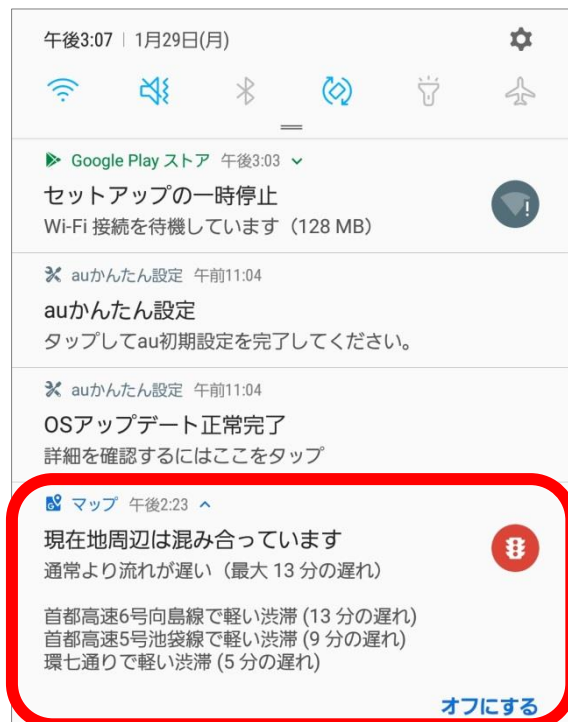 午後3:07 | 1月29日(月)
Google Play ストア 午後3:03
セットアップの一時停止
Wi-Fi 接続を待機しています（128 MB）
auかんたん設定 午前11:04
auかんたん設定
タップしてau初期設定を完了してください。
auかんたん設定 午前11:04
OSアップデート正常完了
詳細を確認するにはここをタップ
マップ 午後2:23
現在地周辺は混み合っています
通常より流れが遅い（最大 13 分の遅れ）
首都高速6号向島線で軽い渋滞 (13 分の遅れ)
首都高速5号池袋線で軽い渋滞 (9 分の遅れ)
環七通りで軽い渋滞 (5 分の遅れ)
オフにする